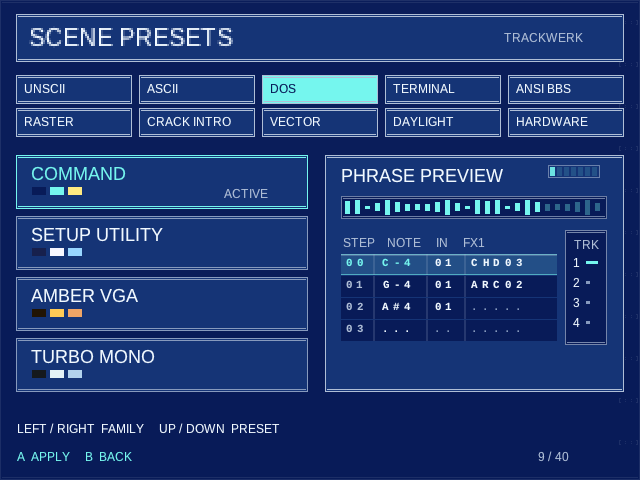 SCENE PRESETS
TRACKWERK
UNSCII ASCII DOS TERMINAL ANSI BBS
RASTER CRACK INTRO VECTOR DAYLIGHT HARDWARE
COMMAND
ACTIVE
SETUP UTILITY
AMBER VGA
TURBO MONO
PHRASE PREVIEW
STEP NOTE IN FX1
00 C-4 01 CHD03
01 G-4 01 ARC02
02 A#4 01 .....
03 ... .. .....
TRK
1
2
3
4
LEFT / RIGHT FAMILY UP / DOWN PRESET
A APPLY B BACK
9 / 40